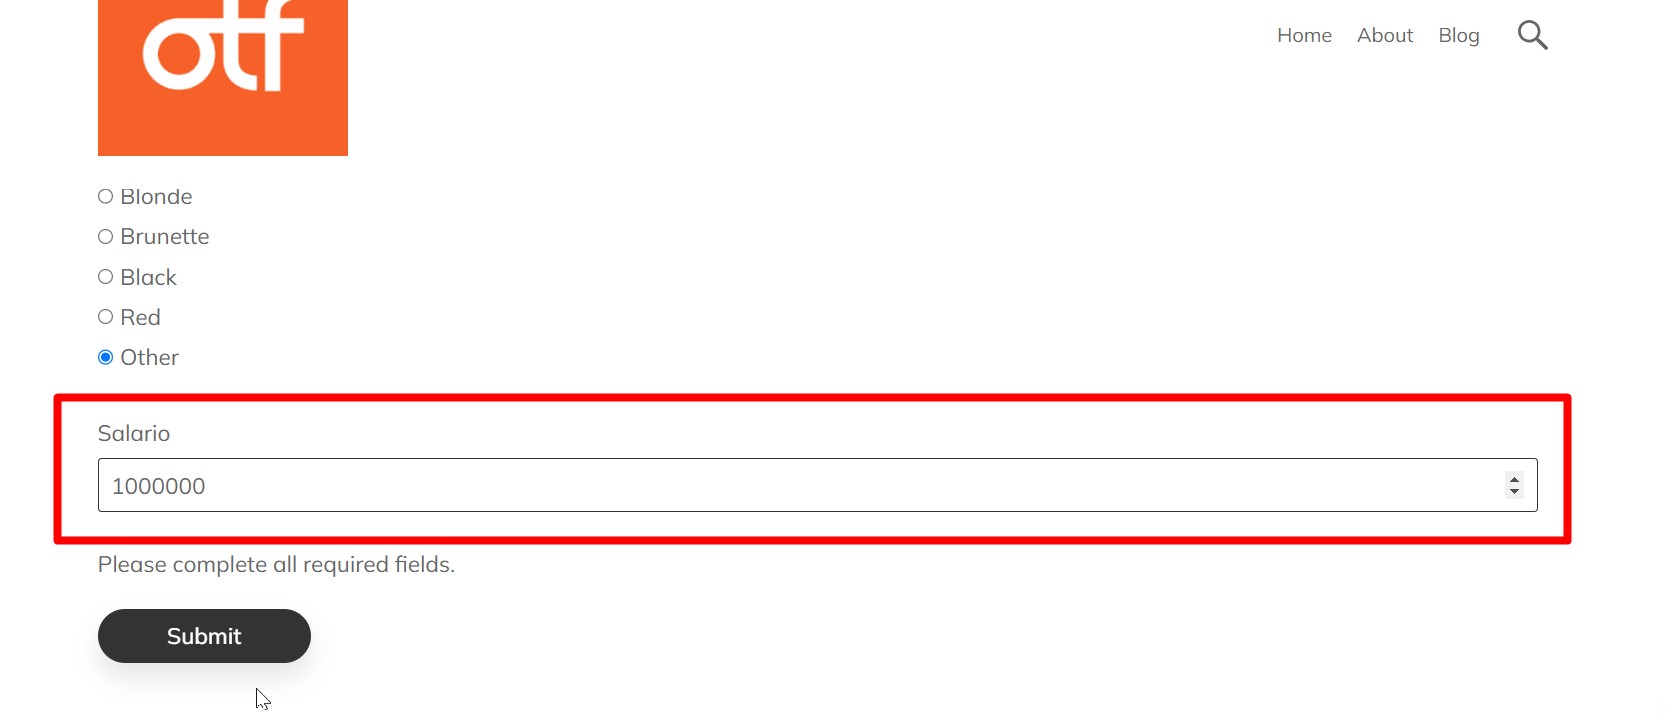 otf
Home About Blog
Blonde
Brunette
Black
Red
Other
Salario
1000000
Please complete all required fields.
Submit